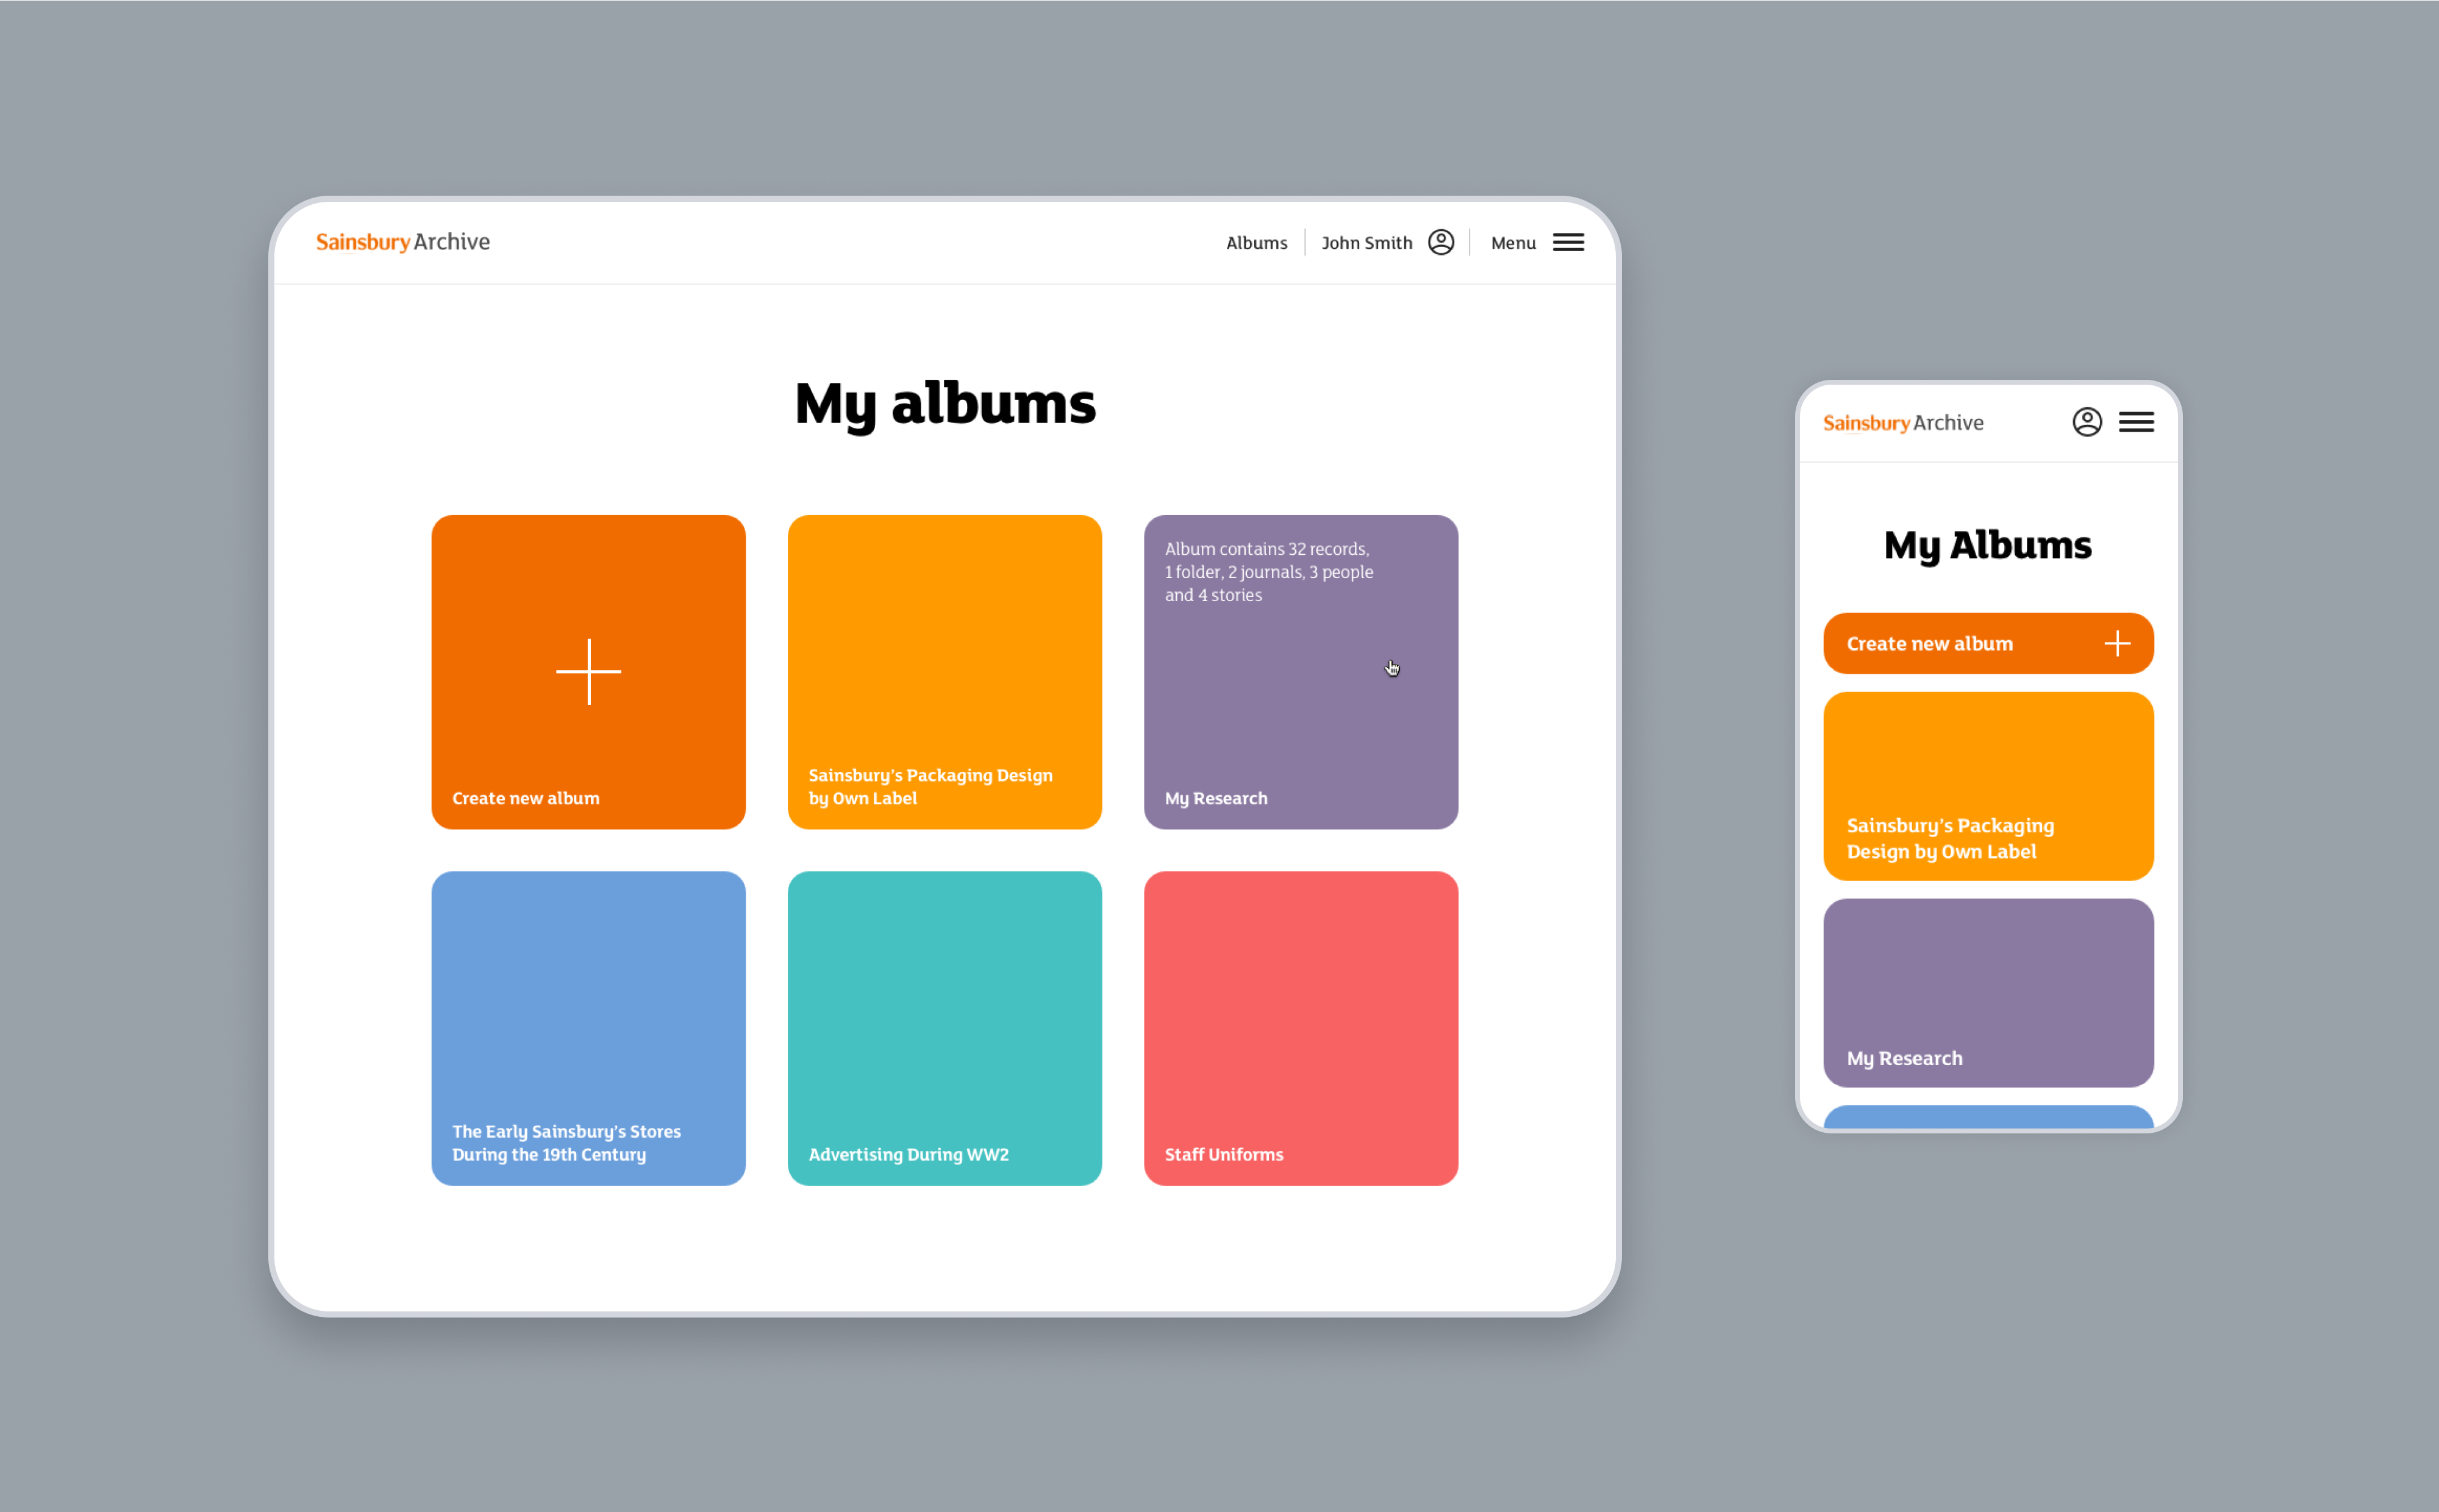 Sainsbury Archive
Albums
John Smith
Menu
My albums
Create new album
Sainsbury's Packaging Design
by Own Label
Album contains 32 records,
1 folder, 2 journals, 3 people
and 4 stories
My Research
The Early Sainsbury's Stores
During the 19th Century
Advertising During WW2
Staff Uniforms
Sainsbury Archive
My Albums
Create new album
Sainsbury's Packaging
Design by Own Label
My Research